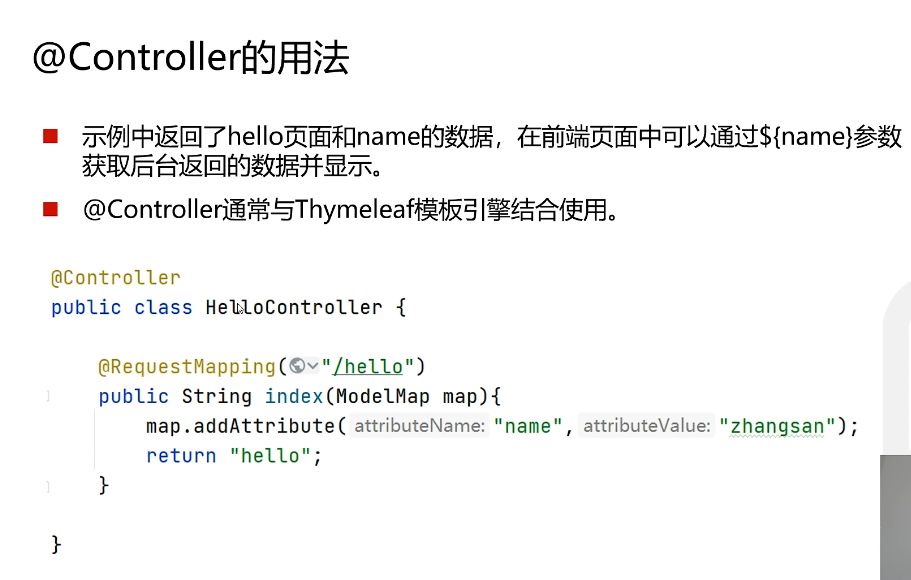 @Controller的用法
示例中返回了hello页面和name的数据，在前端页面中可以通过${name}参数
获取后台返回的数据并显示。
@Controller通常与Thymeleaf模板引擎结合使用。
@Controller
public class HelloController {
@RequestMapping("/hello")
public String index(ModelMap map){
map.addAttribute( attributeName: "name", attributeValue: "zhangsan");
return "hello";
}
}